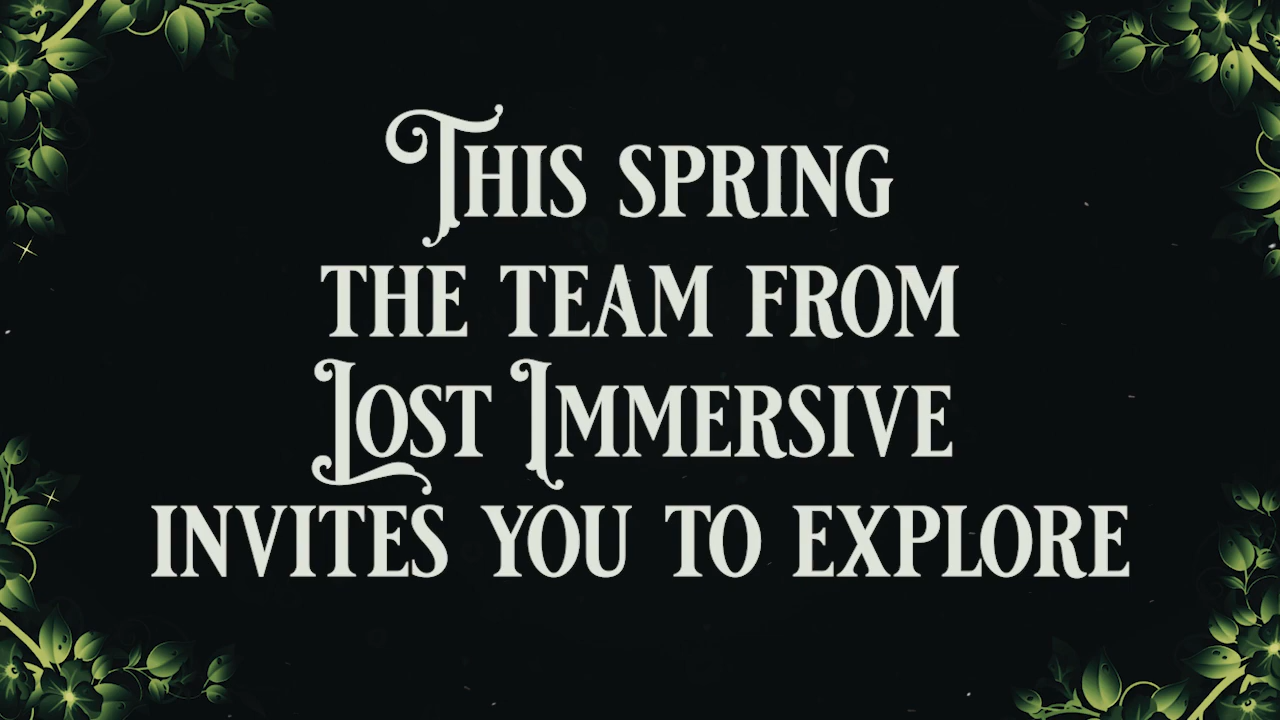 This spring
the team from
Lost Immersive
invites you to explore